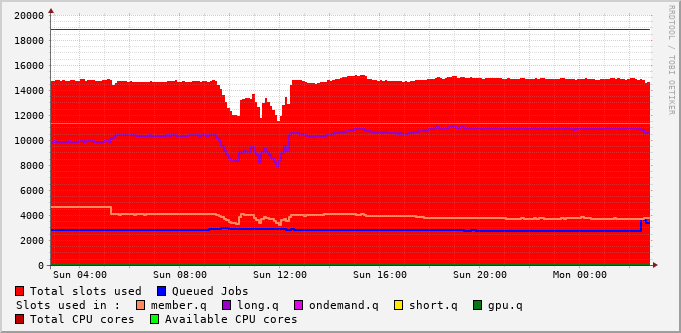 RRDTOOL / TOBI OETIKER
20000
18000
16000
14000
12000
10000
8000
6000
4000
2000
0
Sun 04:00 Sun 08:00 Sun 12:00 Sun 16:00 Sun 20:00 Mon 00:00
Total slots used Queued Jobs
Slots used in : member.q long.q ondemand.q short.q gpu.q
Total CPU cores Available CPU cores